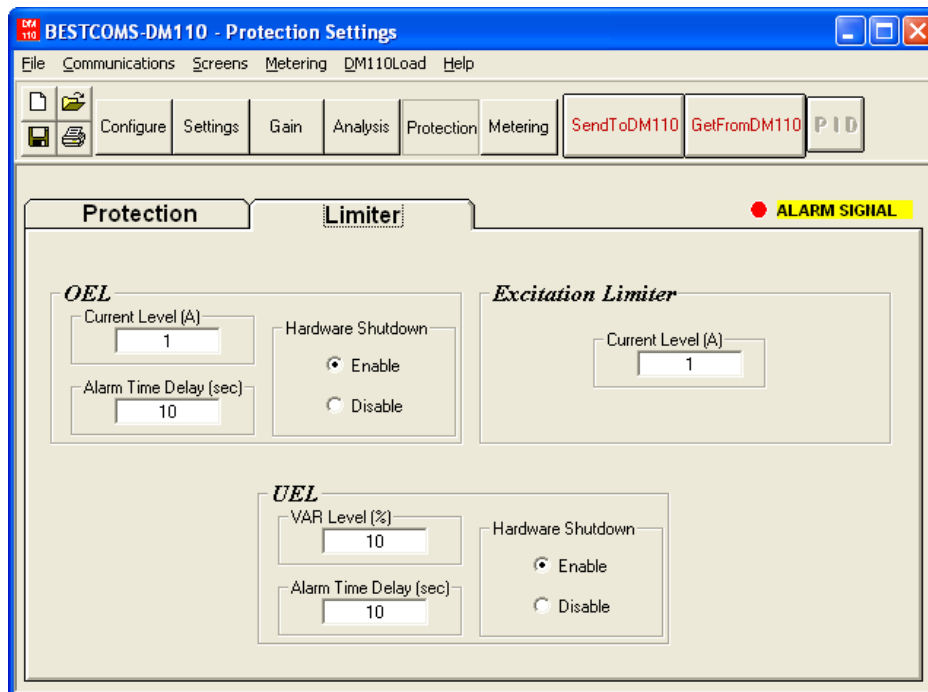 DM 110 BESTCOMS-DM110 - Protection Settings
File Communications Screens Metering DM110Load Help
Configure Settings Gain Analysis Protection Metering SendToDM110 GetFromDM110 P I D
Protection Limiter ALARM SIGNAL
OEL
Current Level (A)
1
Alarm Time Delay (sec)
10
Hardware Shutdown
Enable
Disable
Excitation Limiter
Current Level (A)
1
UEL
VAR Level (%)
10
Alarm Time Delay (sec)
10
Hardware Shutdown
Enable
Disable